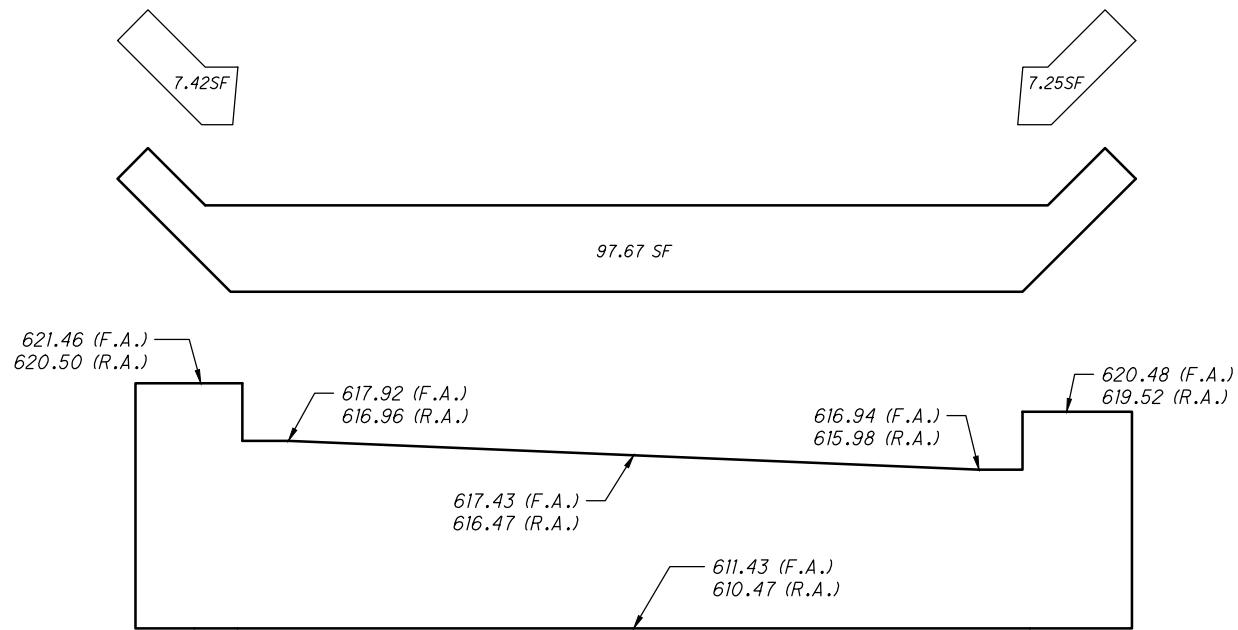 7.42SF
7.25SF
97.67 SF
621.46 (F.A.)
620.50 (R.A.)
617.92 (F.A.)
616.96 (R.A.)
616.94 (F.A.)
615.98 (R.A.)
620.48 (F.A.)
619.52 (R.A.)
617.43 (F.A.)
616.47 (R.A.)
611.43 (F.A.)
610.47 (R.A.)